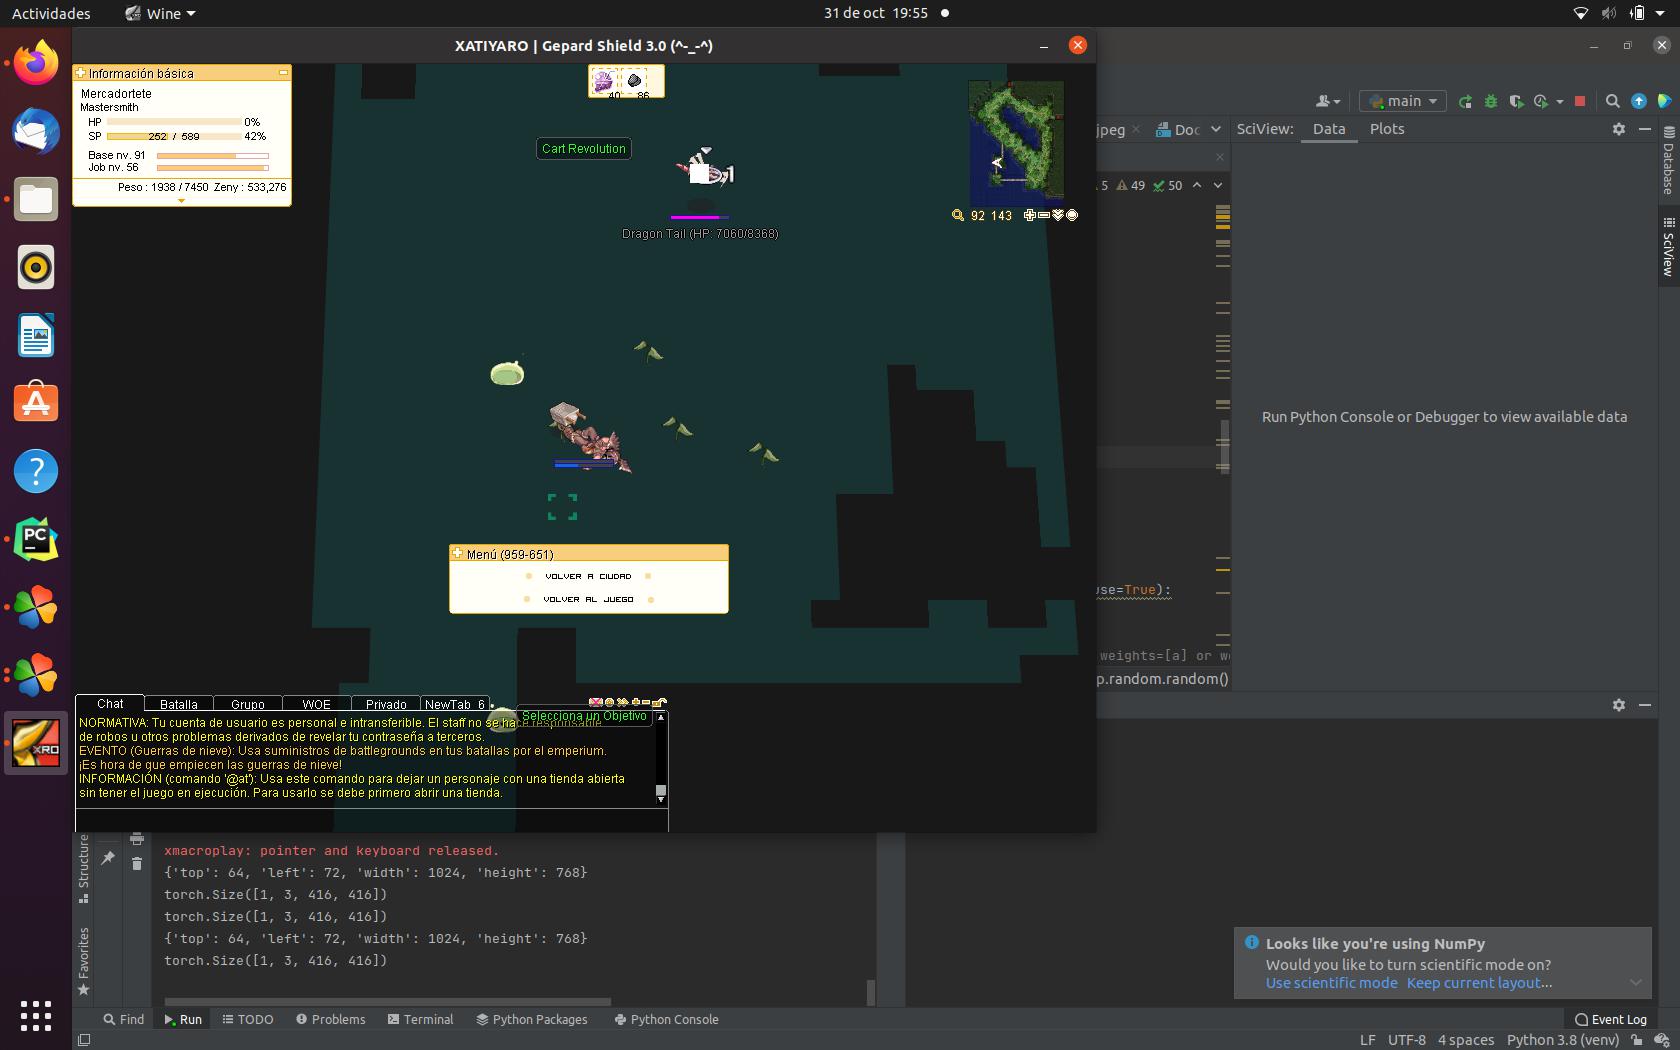 Actividades
Wine
31 de oct 19:55
XATIYARO | Gepard Shield 3.0 (^-_-^)
Información básica
Mercadortete
Mastersmith
HP 0%
SP 252 / 589 42%
Base nv. 91
Job nv. 56
Peso : 1938 / 7450 Zeny : 533,276
40 86
Cart Revolution
Dragon Tail (HP: 7060/8368)
92 143
Menú (959-651)
VOLVER A CIUDAD
VOLVER AL JUEGO
Chat Batalla Grupo WOE Privado NewTab_6
Selecciona un Objetivo
NORMATIVA: Tu cuenta de usuario es personal e intransferible. El staff no se hace responsable
de robos u otros problemas derivados de revelar tu contraseña a terceros.
EVENTO (Guerras de nieve): Usa suministros de battlegrounds en tus batallas por el emperium.
¡Es hora de que empiecen las guerras de nieve!
INFORMACIÓN (comando '@at'): Usa este comando para dejar un personaje con una tienda abierta
sin tener el juego en ejecución. Para usarlo se debe primero abrir una tienda.
PC
XRO
main
jpeg
Doc
SciView: Data Plots
5 49 50
Run Python Console or Debugger to view available data
Database
SciView
use=True):
weights=[a] or we
p.random.random()
Structure
Favorites
xmacroplay: pointer and keyboard released.
{'top': 64, 'left': 72, 'width': 1024, 'height': 768}
torch.Size([1, 3, 416, 416])
torch.Size([1, 3, 416, 416])
{'top': 64, 'left': 72, 'width': 1024, 'height': 768}
torch.Size([1, 3, 416, 416])
Looks like you're using NumPy
Would you like to turn scientific mode on?
Use scientific mode Keep current layout...
Find Run TODO Problems Terminal Python Packages Python Console Event Log
LF UTF-8 4 spaces Python 3.8 (venv)